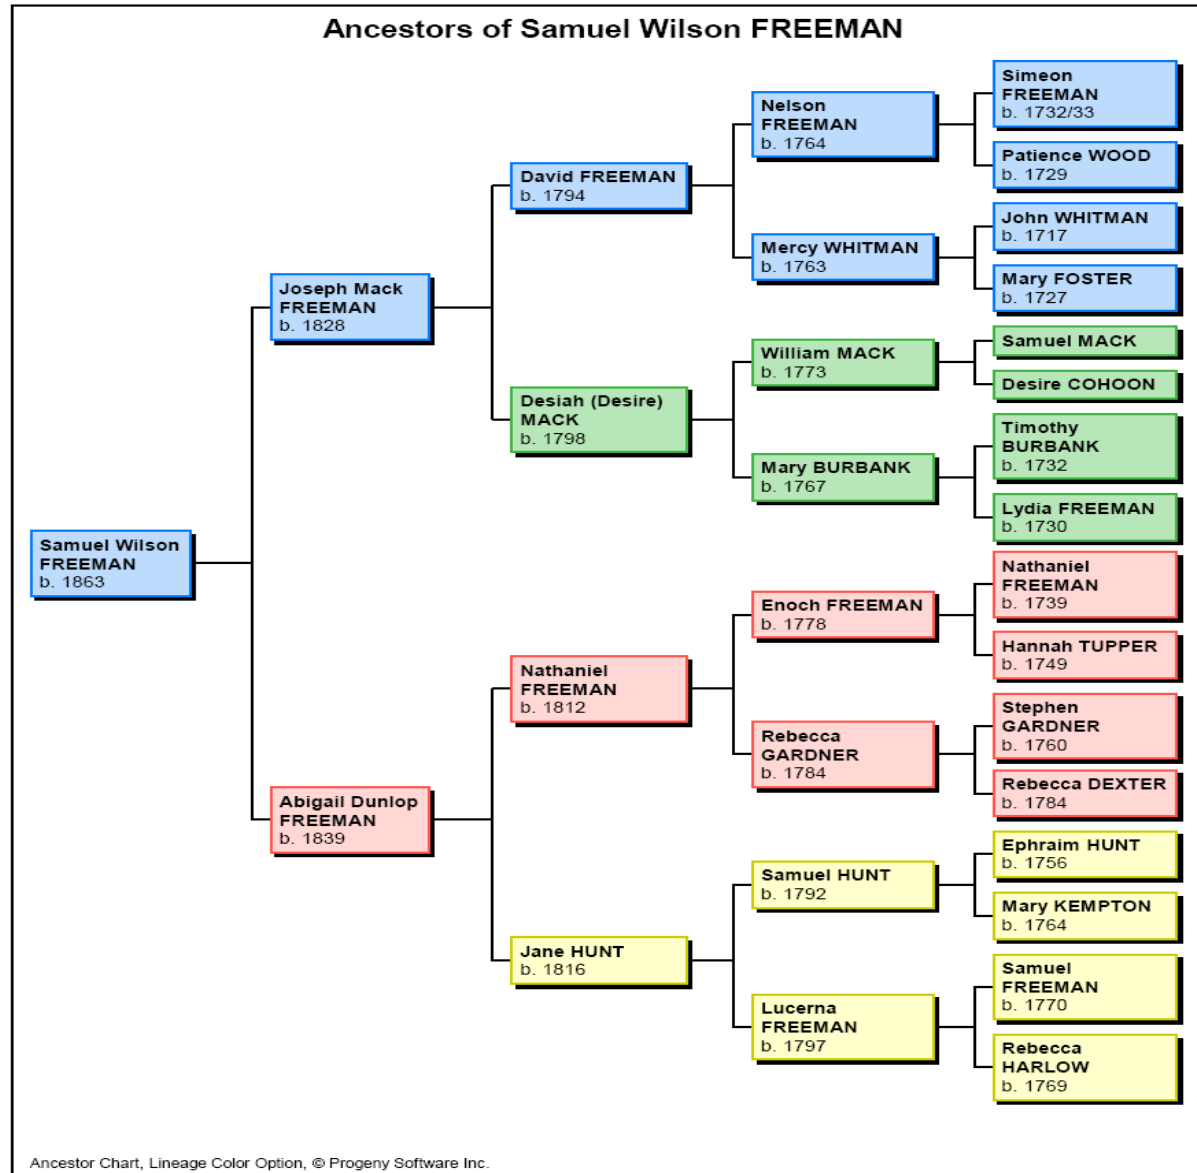 Ancestors of Samuel Wilson FREEMAN
Samuel Wilson
FREEMAN
b. 1863
Joseph Mack
FREEMAN
b. 1828
Abigail Dunlop
FREEMAN
b. 1839
David FREEMAN
b. 1794
Desiah (Desire)
MACK
b. 1798
Nathaniel
FREEMAN
b. 1812
Jane HUNT
b. 1816
Nelson
FREEMAN
b. 1764
Mercy WHITMAN
b. 1763
William MACK
b. 1773
Mary BURBANK
b. 1767
Enoch FREEMAN
b. 1778
Rebecca
GARDNER
b. 1784
Samuel HUNT
b. 1792
Lucerna
FREEMAN
b. 1797
Simeon
FREEMAN
b. 1732/33
Patience WOOD
b. 1729
John WHITMAN
b. 1717
Mary FOSTER
b. 1727
Samuel MACK
Desire COHOON
Timothy
BURBANK
b. 1732
Lydia FREEMAN
b. 1730
Nathaniel
FREEMAN
b. 1739
Hannah TUPPER
b. 1749
Stephen
GARDNER
b. 1760
Rebecca DEXTER
b. 1784
Ephraim HUNT
b. 1756
Mary KEMPTON
b. 1764
Samuel
FREEMAN
b. 1770
Rebecca
HARLOW
b. 1769
Ancestor Chart, Lineage Color Option, © Progeny Software Inc.